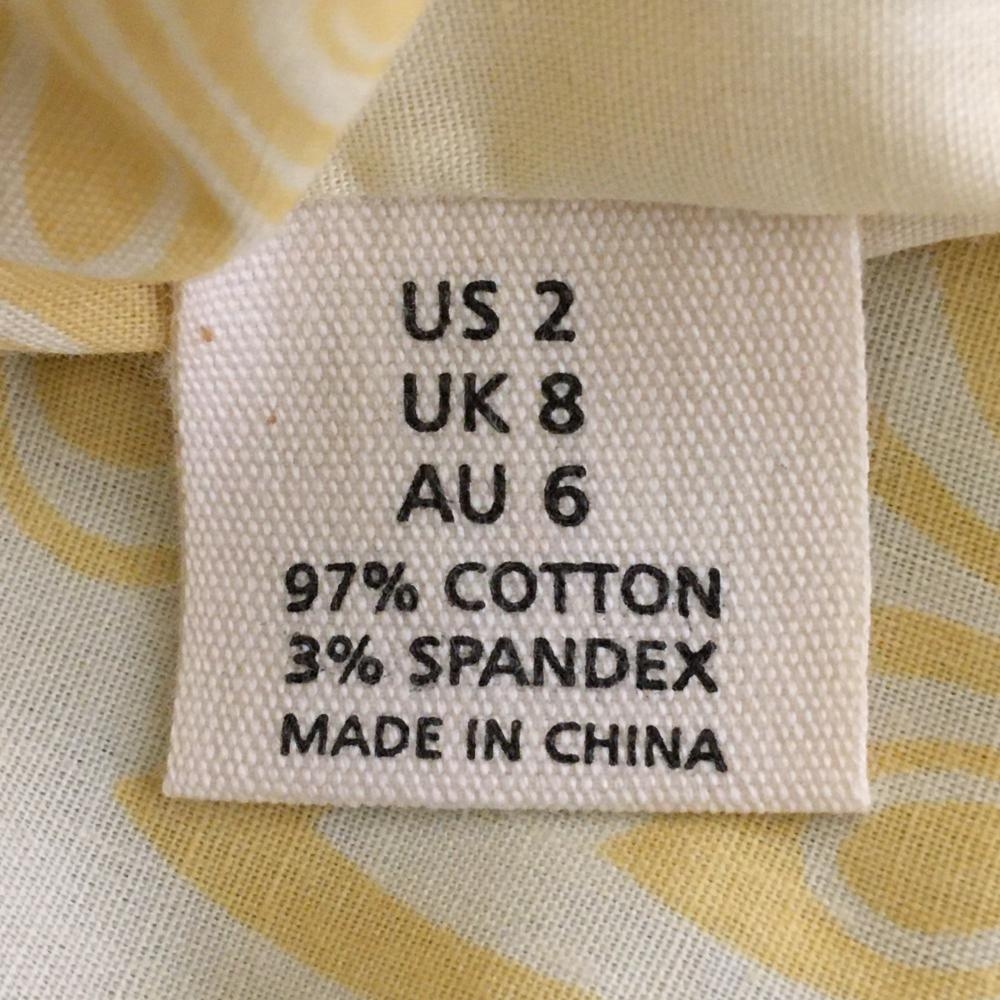 US 2
UK 8
AU 6
97% COTTON
3% SPANDEX
MADE IN CHINA